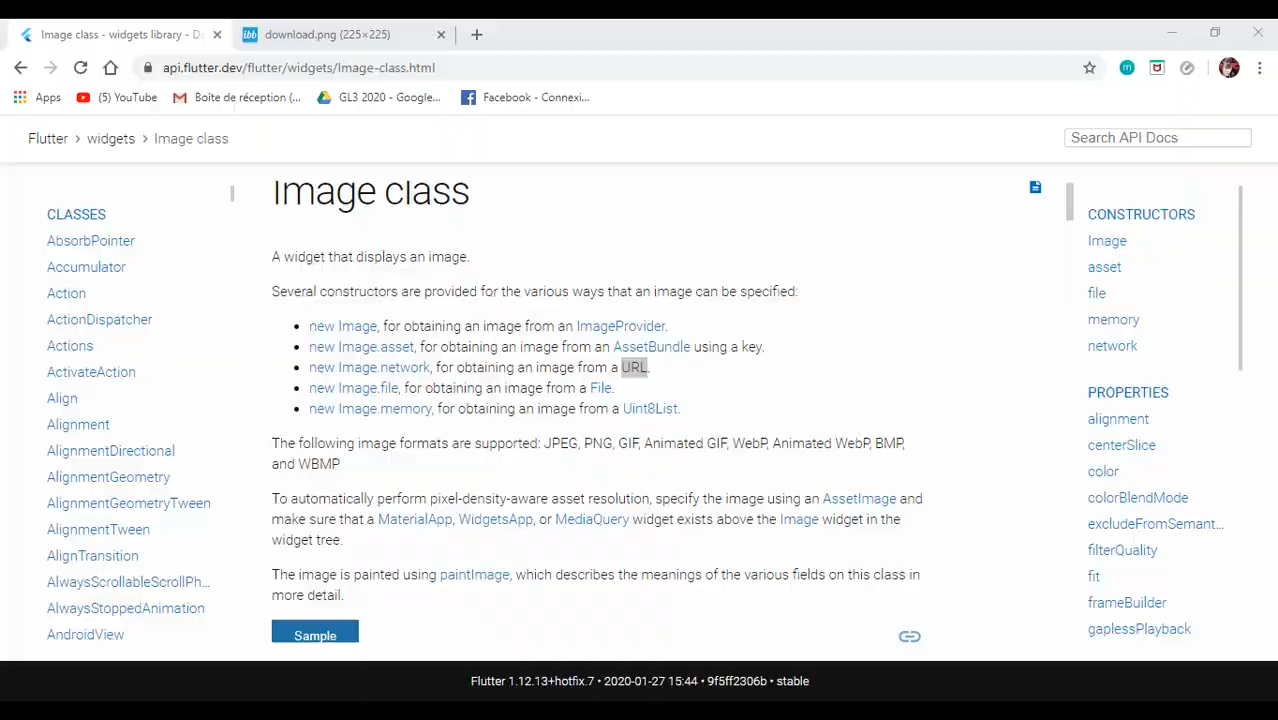 Image class - widgets library - Da
download.png (225×225)
api.flutter.dev/flutter/widgets/Image-class.html
m
Apps
(5) YouTube
Boîte de réception (...
GL3 2020 - Google...
Facebook - Connexi...
Flutter > widgets > Image class
Search API Docs
CLASSES
AbsorbPointer
Accumulator
Action
ActionDispatcher
Actions
ActivateAction
Align
Alignment
AlignmentDirectional
AlignmentGeometry
AlignmentGeometryTween
AlignmentTween
AlignTransition
AlwaysScrollableScrollPh...
AlwaysStoppedAnimation
AndroidView
Image class
A widget that displays an image.
Several constructors are provided for the various ways that an image can be specified:
• new Image, for obtaining an image from an ImageProvider.
• new Image.asset, for obtaining an image from an AssetBundle using a key.
• new Image.network, for obtaining an image from a URL.
• new Image.file, for obtaining an image from a File.
• new Image.memory, for obtaining an image from a Uint8List.
The following image formats are supported: JPEG, PNG, GIF, Animated GIF, WebP, Animated WebP, BMP,
and WBMP
To automatically perform pixel-density-aware asset resolution, specify the image using an AssetImage and
make sure that a MaterialApp, WidgetsApp, or MediaQuery widget exists above the Image widget in the
widget tree.
The image is painted using paintImage, which describes the meanings of the various fields on this class in
more detail.
Sample
CONSTRUCTORS
Image
asset
file
memory
network
PROPERTIES
alignment
centerSlice
color
colorBlendMode
excludeFromSemant...
filterQuality
fit
frameBuilder
gaplessPlayback
Flutter 1.12.13+hotfix.7 • 2020-01-27 15:44 • 9f5ff2306b • stable